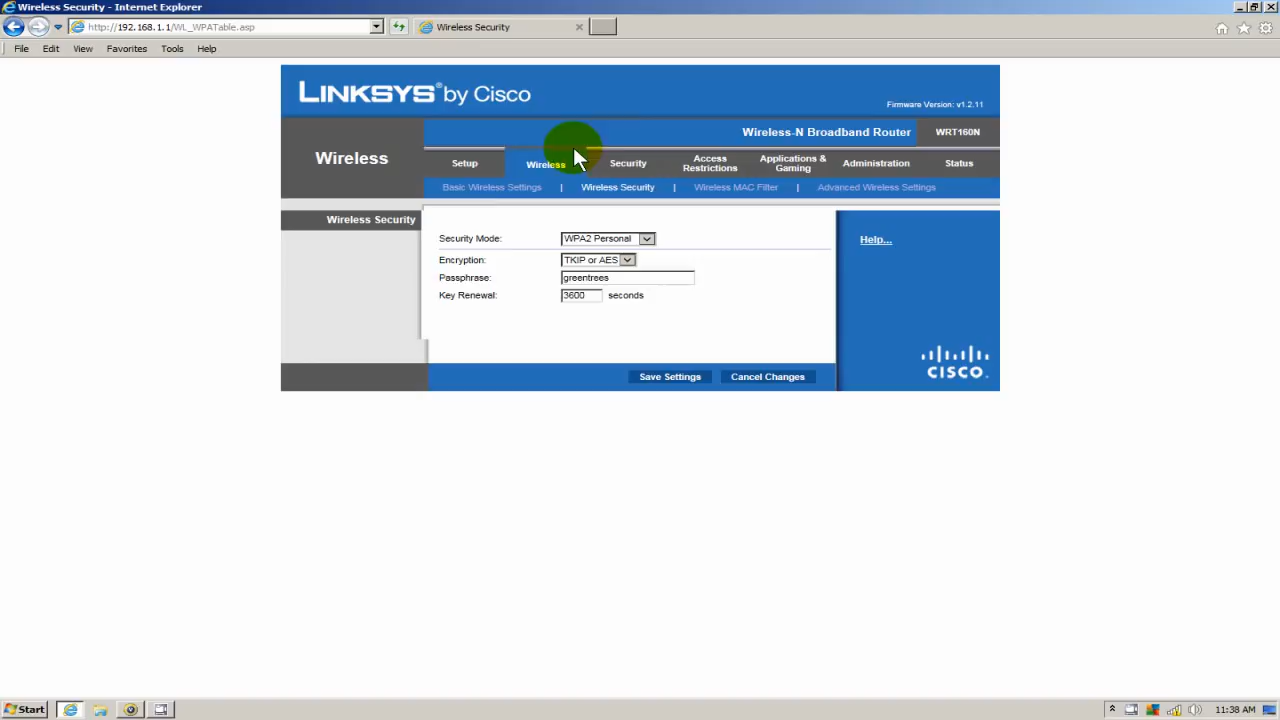 Wireless Security - Internet Explorer
http://192.168.1.1/WL_WPATable.asp
Wireless Security
File Edit View Favorites Tools Help
LINKSYS® by Cisco
Firmware Version: v1.2.11
Wireless-N Broadband Router WRT160N
Wireless
Setup Wireless Security Access Restrictions Applications & Gaming Administration Status
Basic Wireless Settings | Wireless Security | Wireless MAC Filter | Advanced Wireless Settings
Wireless Security
Security Mode: WPA2 Personal
Help...
Encryption: TKIP or AES
Passphrase: greentrees
Key Renewal: 3600 seconds
CISCO.
Save Settings Cancel Changes
Start
11:38 AM